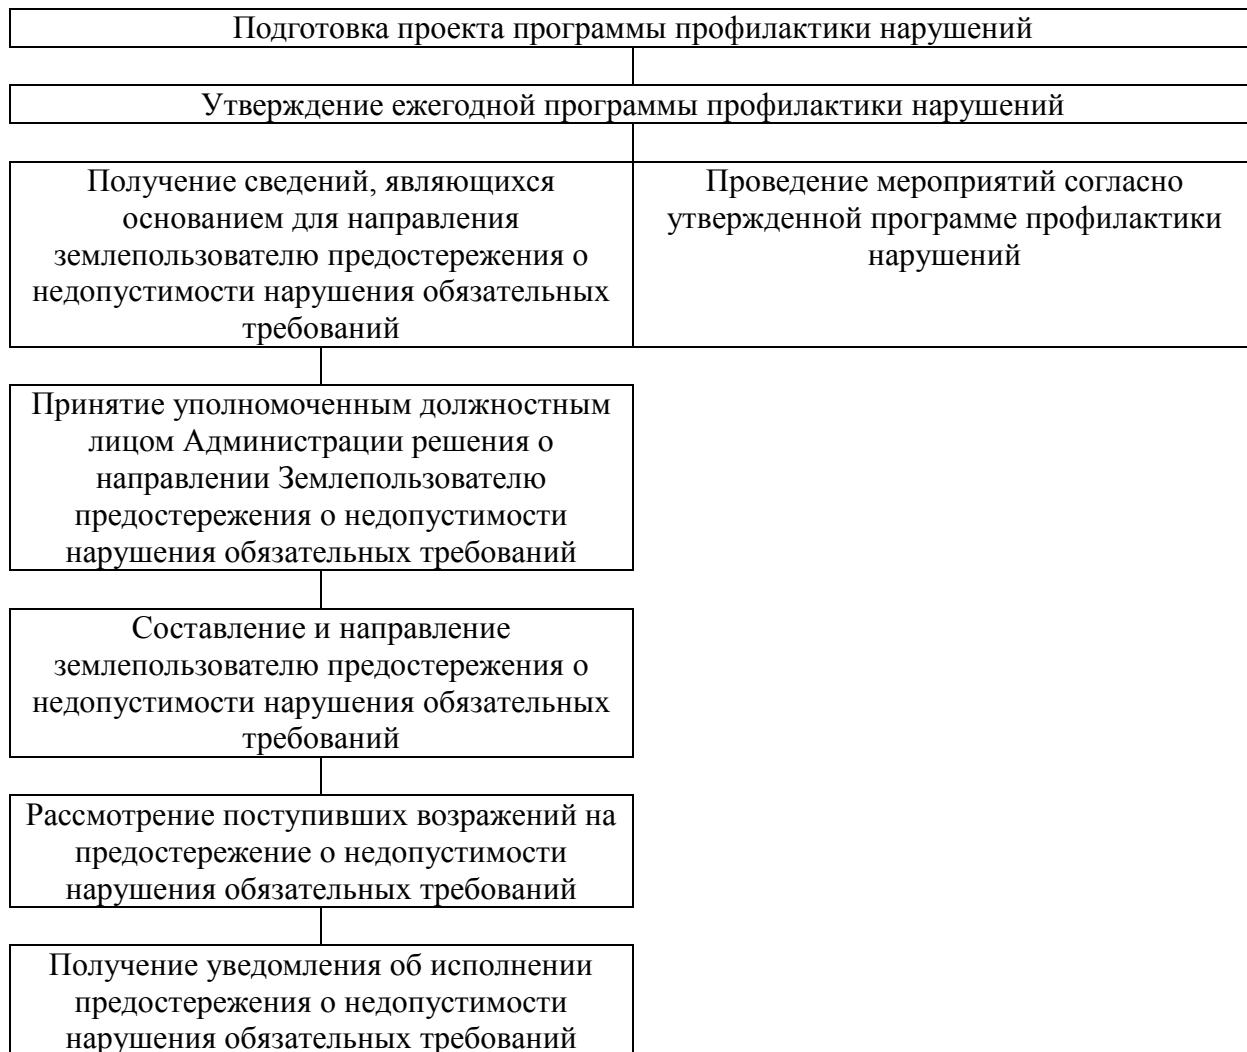 Подготовка проекта программы профилактики нарушений
Утверждение ежегодной программы профилактики нарушений
Получение сведений, являющихся
основанием для направления
землепользователю предостережения о
недопустимости нарушения обязательных
требований
Проведение мероприятий согласно
утвержденной программе профилактики
нарушений
Принятие уполномоченным должностным
лицом Администрации решения о
направлении Землепользователю
предостережения о недопустимости
нарушения обязательных требований
Составление и направление
землепользователю предостережения о
недопустимости нарушения обязательных
требований
Рассмотрение поступивших возражений на
предостережение о недопустимости
нарушения обязательных требований
Получение уведомления об исполнении
предостережения о недопустимости
нарушения обязательных требований